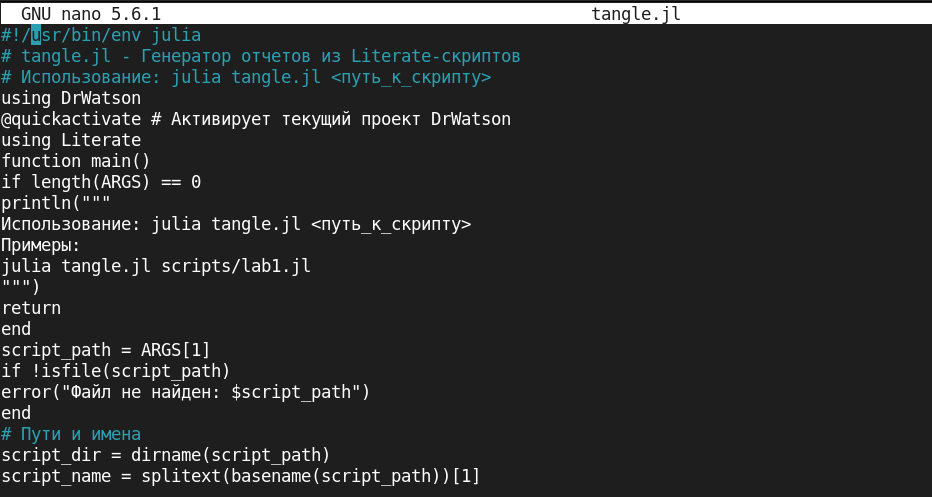 GNU nano 5.6.1 tangle.jl
#!/usr/bin/env julia
# tangle.jl - Генератор отчетов из Literate-скриптов
# Использование: julia tangle.jl <путь_к_скрипту>
using DrWatson
@quickactivate # Активирует текущий проект DrWatson
using Literate
function main()
if length(ARGS) == 0
println("""
Использование: julia tangle.jl <путь_к_скрипту>
Примеры:
julia tangle.jl scripts/lab1.jl
""")
return
end
script_path = ARGS[1]
if !isfile(script_path)
error("Файл не найден: $script_path")
end
# Пути и имена
script_dir = dirname(script_path)
script_name = splitext(basename(script_path))[1]